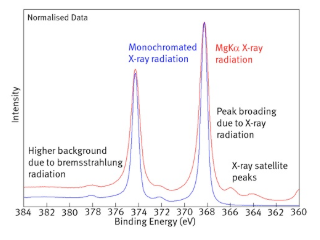 Normalised Data
Monochromated
X-ray radiation
MgKα X-ray
radiation
Peak broading
due to X-ray
radiation
Higher background
due to bremsstrahlung
radiation
X-ray satellite
peaks
Intensity
384 382 380 378 376 374 372 370 368 366 364 362 360
Binding Energy (eV)